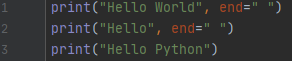 1 print("Hello World", end=" ")
2 print("Hello", end=" ")
3 print("Hello Python")